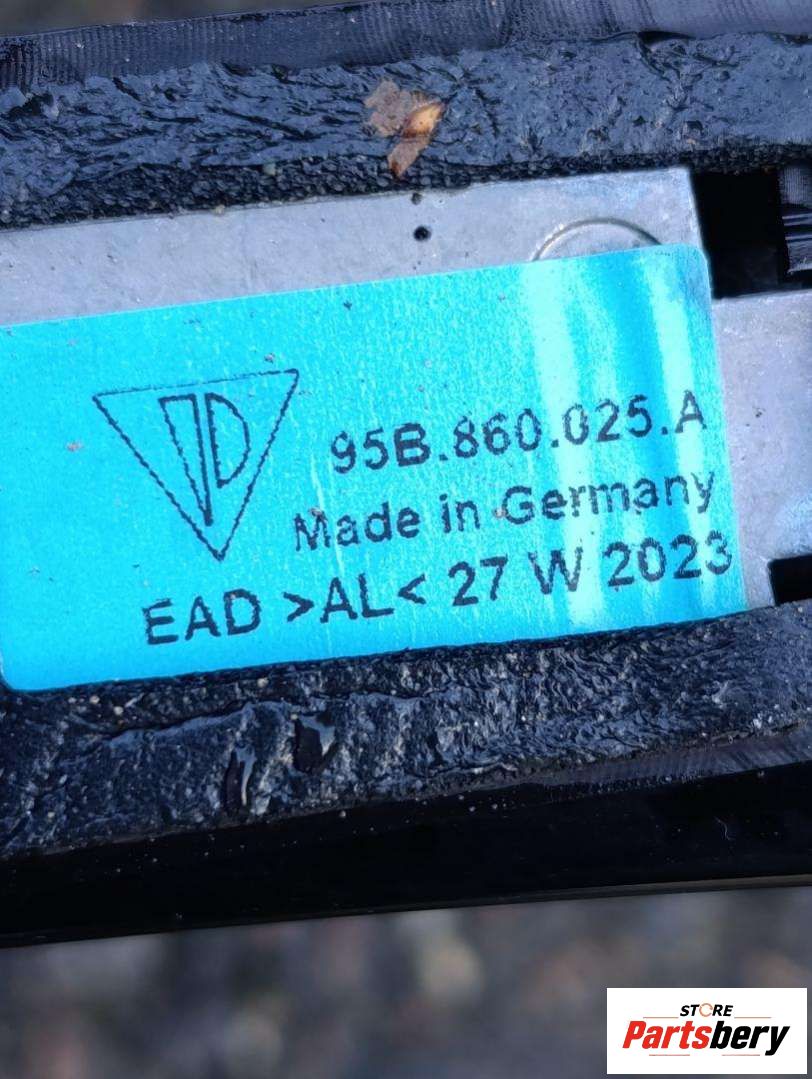 95B.860.025.A
Made in Germany
EAD >AL< 27 W 2023
STORE
Partsbery